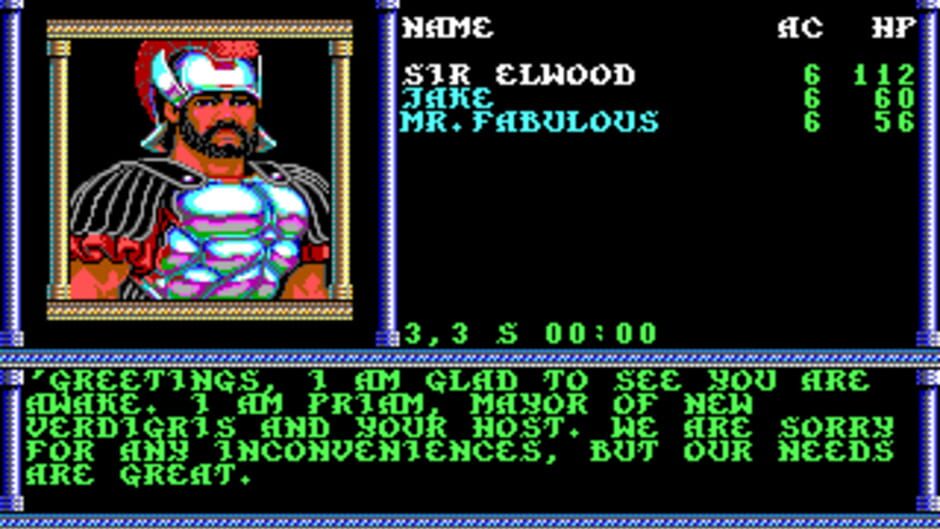 NAME AC HP
SIR ELWOOD 6 112
JAKE 6 60
MR.FABULOUS 6 56
3,3 S 00:00
'GREETINGS, I AM GLAD TO SEE YOU ARE
AWAKE. I AM PRIAM, MAYOR OF NEW
VERDIGRIS AND YOUR HOST. WE ARE SORRY
FOR ANY INCONVENIENCES, BUT OUR NEEDS
ARE GREAT.